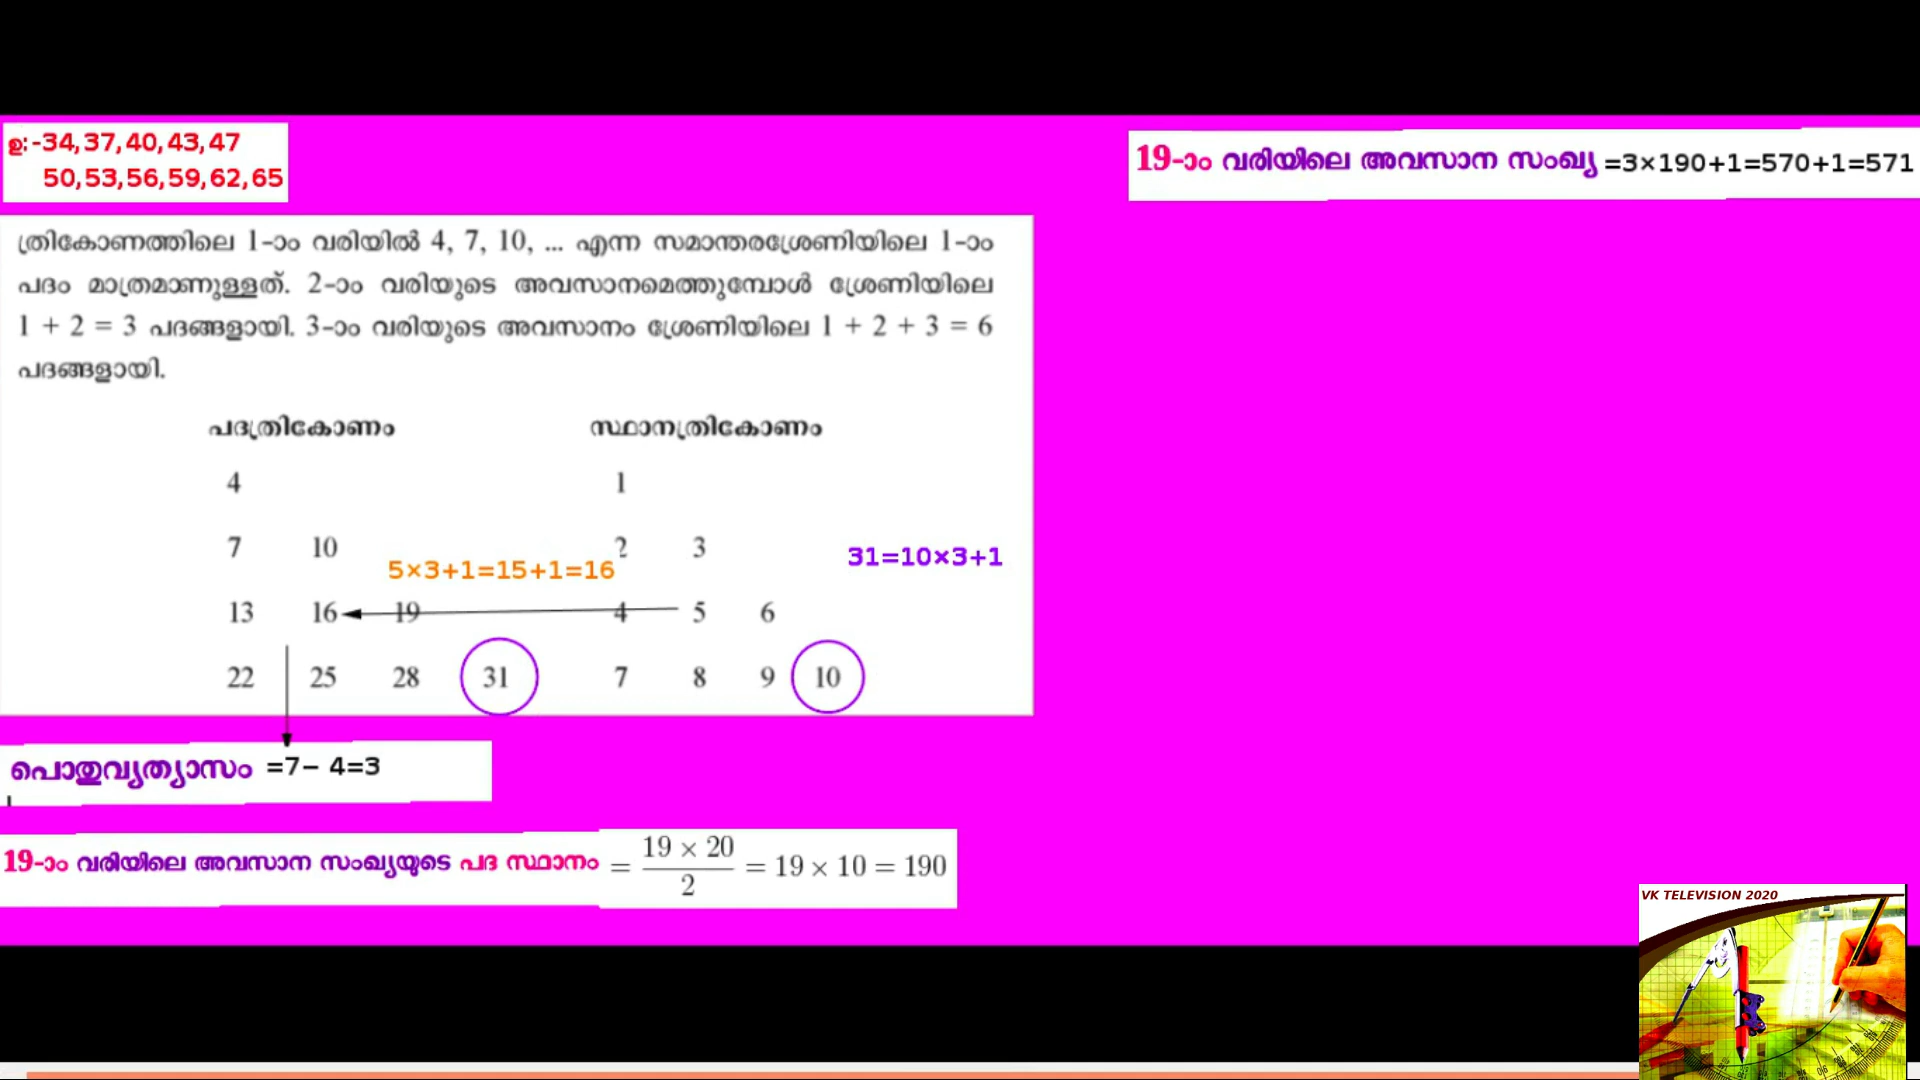 ഉ:-34,37,40,43,47
50,53,56,59,62,65
19-ാം വരിയിലെ അവസാന സംഖ്യ =3×190+1=570+1=571
ത്രികോണത്തിലെ 1-ാം വരിയിൽ 4, 7, 10, ... എന്ന സമാന്തരശ്രേണിയിലെ 1-ാം
പദം മാത്രമാണുള്ളത്. 2-ാം വരിയുടെ അവസാനമെത്തുമ്പോൾ ശ്രേണിയിലെ
1 + 2 = 3 പദങ്ങളായി. 3-ാം വരിയുടെ അവസാനം ശ്രേണിയിലെ 1 + 2 + 3 = 6
പദങ്ങളായി.
പദത്രികോണം സ്ഥാനത്രികോണം
4 1
7 10 2 3
5×3+1=15+1=16 31=10×3+1
13 16 19 4 5 6
22 25 28 31 7 8 9 10
പൊതുവ്യത്യാസം =7− 4=3
19-ാം വരിയിലെ അവസാന സംഖ്യയുടെ പദ സ്ഥാനം = 19 × 20 / 2 = 19 × 10 = 190
VK TELEVISION 2020